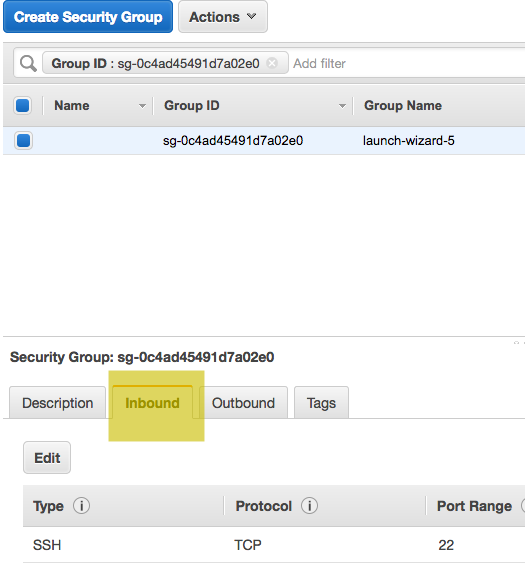 Create Security Group Actions
Group ID : sg-0c4ad45491d7a02e0 Add filter
Name Group ID Group Name
sg-0c4ad45491d7a02e0 launch-wizard-5
Security Group: sg-0c4ad45491d7a02e0
Description Inbound Outbound Tags
Edit
Type i Protocol i Port Range
SSH TCP 22